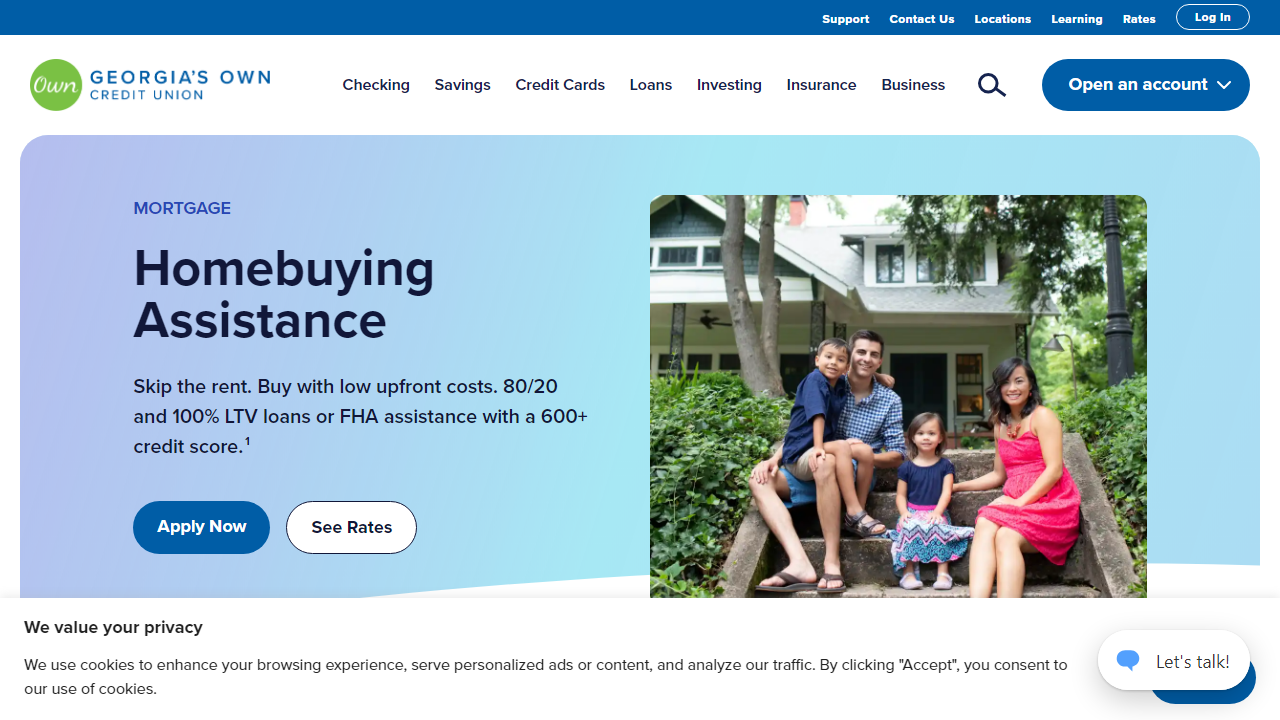 Support Contact Us Locations Learning Rates Log In
Own GEORGIA'S OWN
CREDIT UNION
Checking Savings Credit Cards Loans Investing Insurance Business
Open an account
MORTGAGE
Homebuying
Assistance
Skip the rent. Buy with low upfront costs. 80/20
and 100% LTV loans or FHA assistance with a 600+
credit score.¹
Apply Now See Rates
We value your privacy
We use cookies to enhance your browsing experience, serve personalized ads or content, and analyze our traffic. By clicking "Accept", you consent to
our use of cookies.
Let's talk!